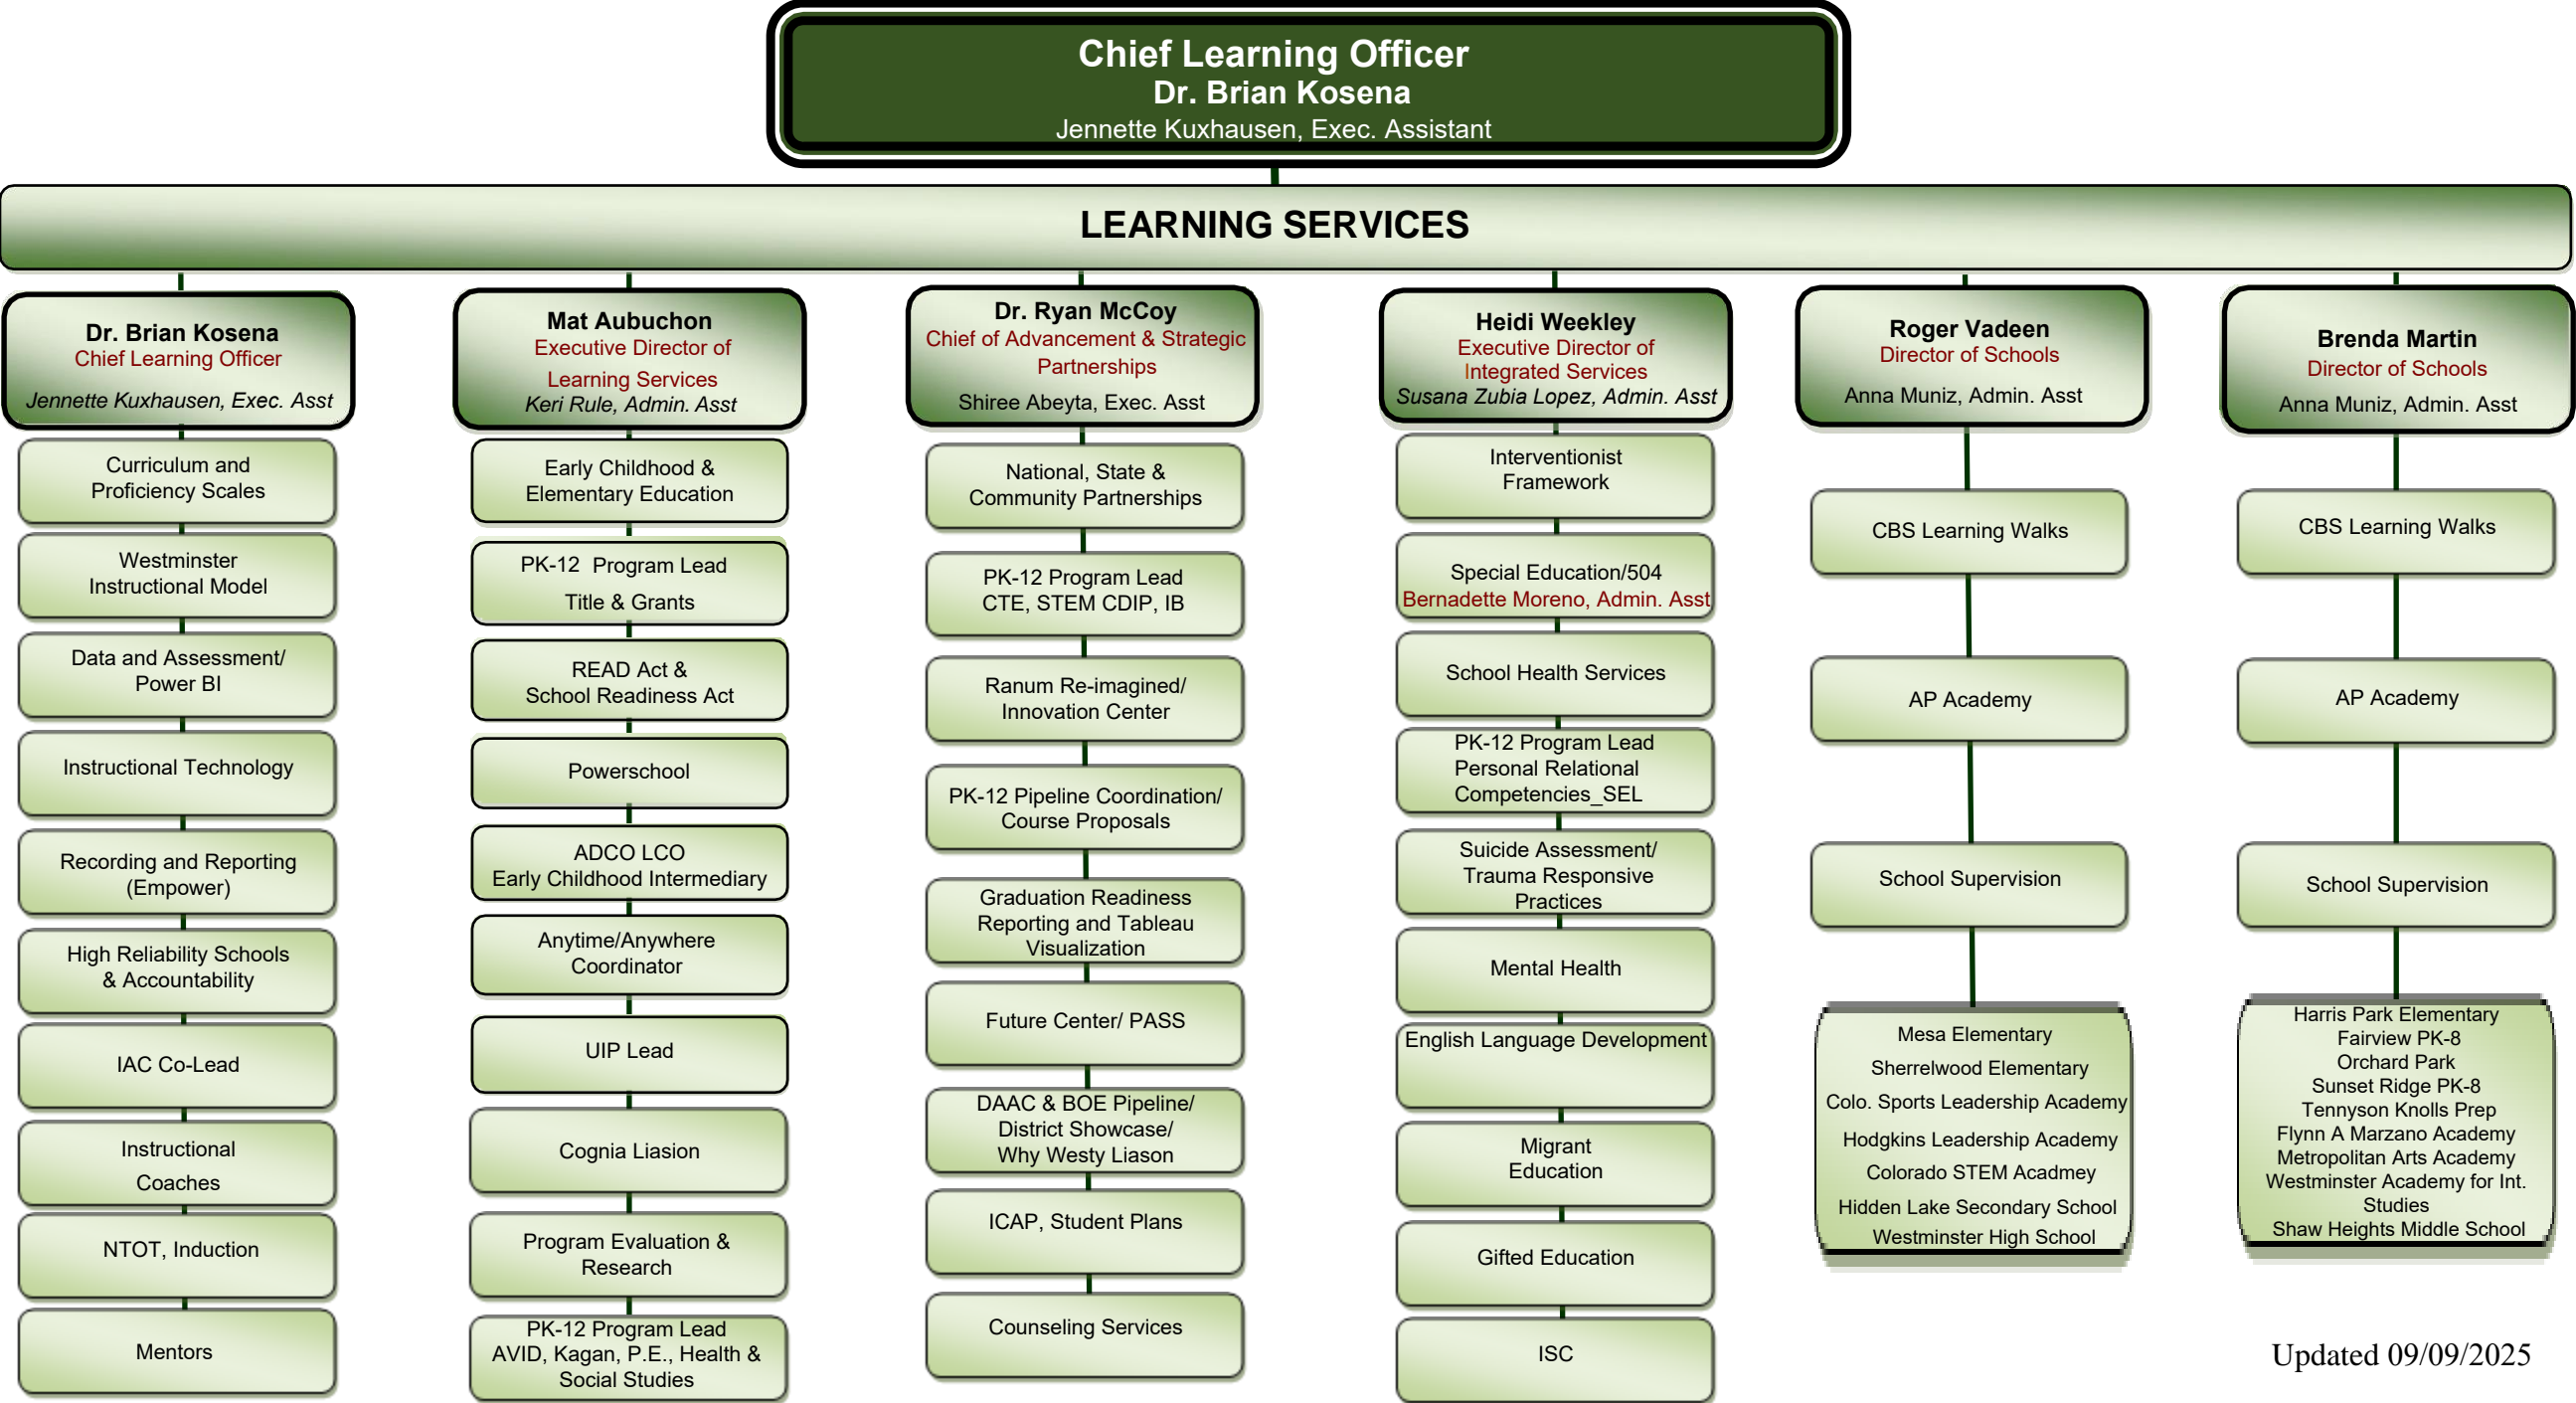 Chief Learning Officer
Dr. Brian Kosena
Jennette Kuxhausen, Exec. Assistant
LEARNING SERVICES
Dr. Brian Kosena
Chief Learning Officer
Jennette Kuxhausen, Exec. Asst
Curriculum and
Proficiency Scales
Westminster
Instructional Model
Data and Assessment/
Power BI
Instructional Technology
Recording and Reporting
(Empower)
High Reliability Schools
& Accountability
IAC Co-Lead
Instructional
Coaches
NTOT, Induction
Mentors
Mat Aubuchon
Executive Director of
Learning Services
Keri Rule, Admin. Asst
Early Childhood &
Elementary Education
PK-12 Program Lead
Title & Grants
READ Act &
School Readiness Act
Powerschool
ADCO LCO
Early Childhood Intermediary
Anytime/Anywhere
Coordinator
UIP Lead
Cognia Liasion
Program Evaluation &
Research
PK-12 Program Lead
AVID, Kagan, P.E., Health &
Social Studies
Dr. Ryan McCoy
Chief of Advancement & Strategic
Partnerships
Shiree Abeyta, Exec. Asst
National, State &
Community Partnerships
PK-12 Program Lead
CTE, STEM CDIP, IB
Ranum Re-imagined/
Innovation Center
PK-12 Pipeline Coordination/
Course Proposals
Graduation Readiness
Reporting and Tableau
Visualization
Future Center/ PASS
DAAC & BOE Pipeline/
District Showcase/
Why Westy Liason
ICAP, Student Plans
Counseling Services
Heidi Weekley
Executive Director of
Integrated Services
Susana Zubia Lopez, Admin. Asst
Interventionist
Framework
Special Education/504
Bernadette Moreno, Admin. Asst
School Health Services
PK-12 Program Lead
Personal Relational
Competencies_SEL
Suicide Assessment/
Trauma Responsive
Practices
Mental Health
English Language Development
Migrant
Education
Gifted Education
ISC
Roger Vadeen
Director of Schools
Anna Muniz, Admin. Asst
CBS Learning Walks
AP Academy
School Supervision
Mesa Elementary
Sherrelwood Elementary
Colo. Sports Leadership Academy
Hodgkins Leadership Academy
Colorado STEM Acadmey
Hidden Lake Secondary School
Westminster High School
Brenda Martin
Director of Schools
Anna Muniz, Admin. Asst
CBS Learning Walks
AP Academy
School Supervision
Harris Park Elementary
Fairview PK-8
Orchard Park
Sunset Ridge PK-8
Tennyson Knolls Prep
Flynn A Marzano Academy
Metropolitan Arts Academy
Westminster Academy for Int.
Studies
Shaw Heights Middle School
Updated 09/09/2025